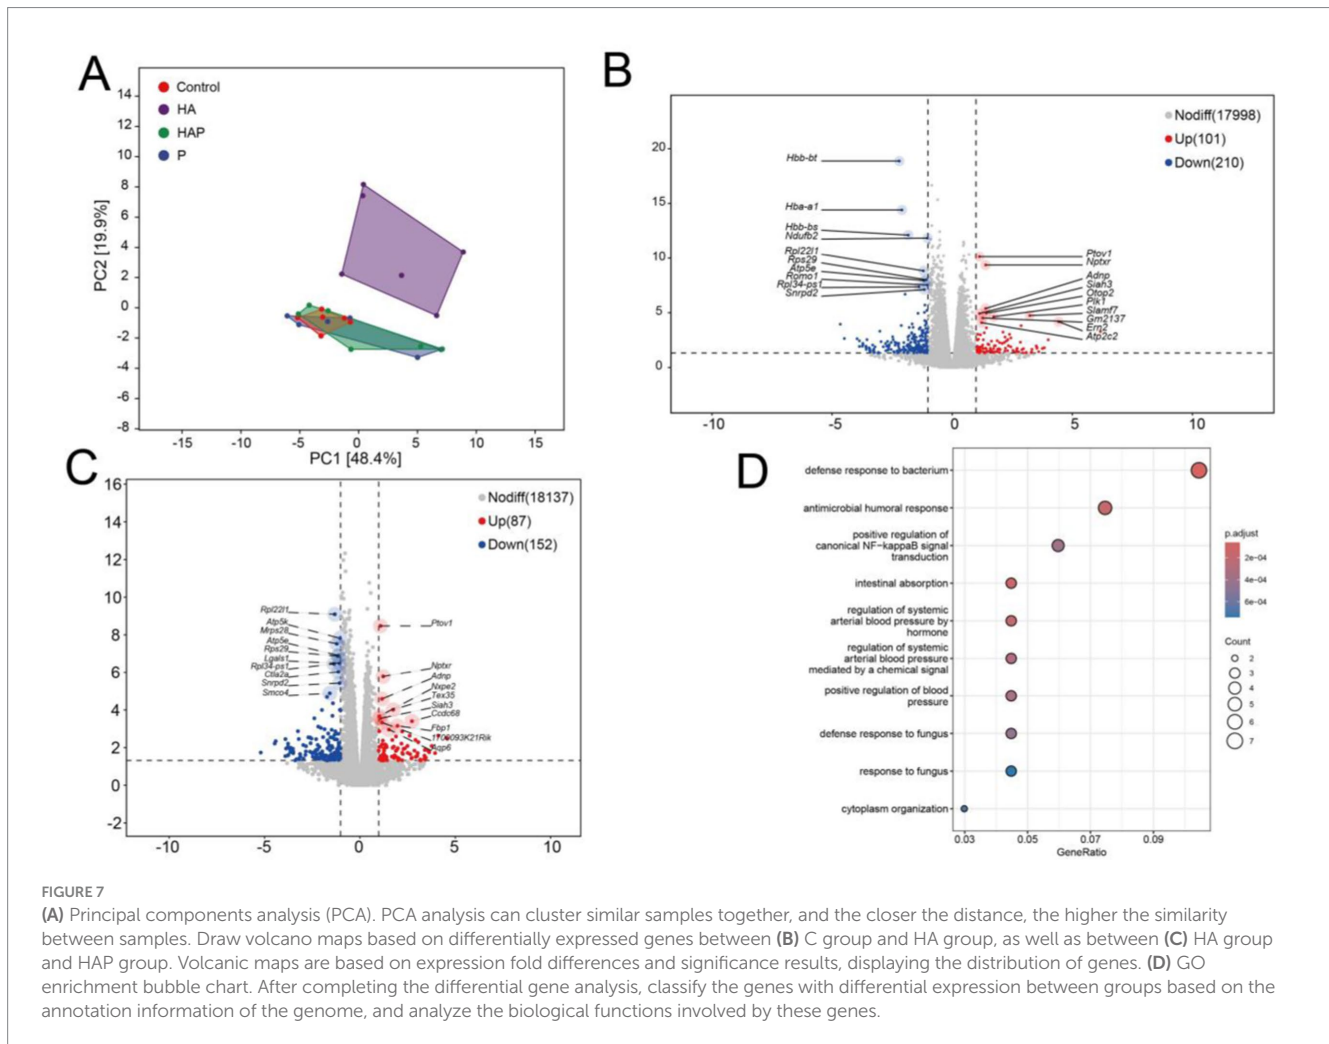 A
Control
HA
HAP
P
PC2 [19.9%]
14
12
10
8
6
4
2
0
-2
-4
-6
-8
-15
-10
-5
0
5
10
15
PC1 [48.4%]
B
Nodiff(17998)
Up(101)
Down(210)
20
15
10
5
0
Hbb-bt
Hba-a1
Hbb-bs
Ndufb2
Rpl22l1
Rps29
Atp5e
Romo1
Rpl34-ps1
Snrpd2
Ptov1
Nptxr
Adnp
Siah3
Otop2
Plk1
Slamf7
Gm2137
Ern2
Atp2c2
-10
-5
0
5
10
C
Nodiff(18137)
Up(87)
Down(152)
16
14
12
10
8
6
4
2
0
-2
Rpl22l1
Atp5k
Mrps28
Atp5e
Rps29
Lgals1
Rpl34-ps1
Ctla2a
Snrpd2
Smco4
Ptov1
Nptxr
Adnp
Nxpe2
Tex35
Siah3
Ccdc68
Fbp1
1700093K21Rik
Aqp6
-10
-5
0
5
10
D
defense response to bacterium
antimicrobial humoral response
positive regulation of
canonical NF-kappaB signal
transduction
intestinal absorption
regulation of systemic
arterial blood pressure by
hormone
regulation of systemic
arterial blood pressure
mediated by a chemical signal
positive regulation of blood
pressure
defense response to fungus
response to fungus
cytoplasm organization
0.03
0.05
0.07
0.09
GeneRatio
p.adjust
2e-04
4e-04
6e-04
Count
2
3
4
5
6
7
FIGURE 7
(A) Principal components analysis (PCA). PCA analysis can cluster similar samples together, and the closer the distance, the higher the similarity
between samples. Draw volcano maps based on differentially expressed genes between (B) C group and HA group, as well as between (C) HA group
and HAP group. Volcanic maps are based on expression fold differences and significance results, displaying the distribution of genes. (D) GO
enrichment bubble chart. After completing the differential gene analysis, classify the genes with differential expression between groups based on the
annotation information of the genome, and analyze the biological functions involved by these genes.